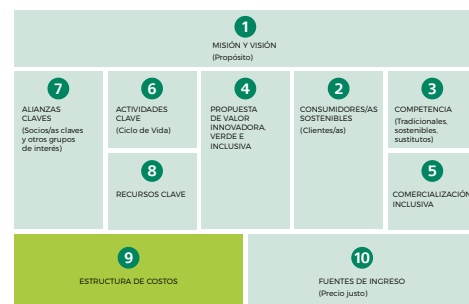 1
MISIÓN Y VISIÓN
(Propósito)
7
ALIANZAS
CLAVES
(Socios/as claves
y otros grupos
de interés)
6
ACTIVIDADES
CLAVE
(Ciclo de Vida)
8
RECURSOS CLAVE
4
PROPUESTA
DE VALOR
INNOVADORA,
VERDE E
INCLUSIVA
2
CONSUMIDORES/AS
SOSTENIBLES
(Clientes/as)
3
COMPETENCIA
(Tradicionales,
sostenibles,
sustitutos)
5
COMERCIALIZACIÓN
INCLUSIVA
9
ESTRUCTURA DE COSTOS
10
FUENTES DE INGRESO
(Precio justo)